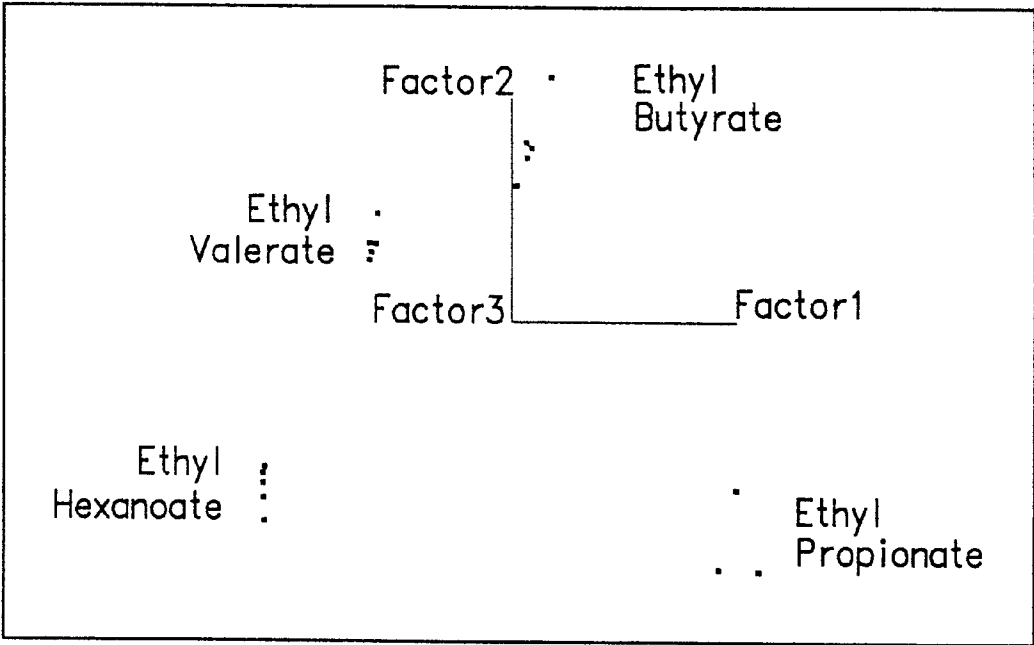 Factor2
Ethyl
Butyrate
Ethyl
Valerate
Factor3
Factor1
Ethyl
Hexanoate
Ethyl
Propionate